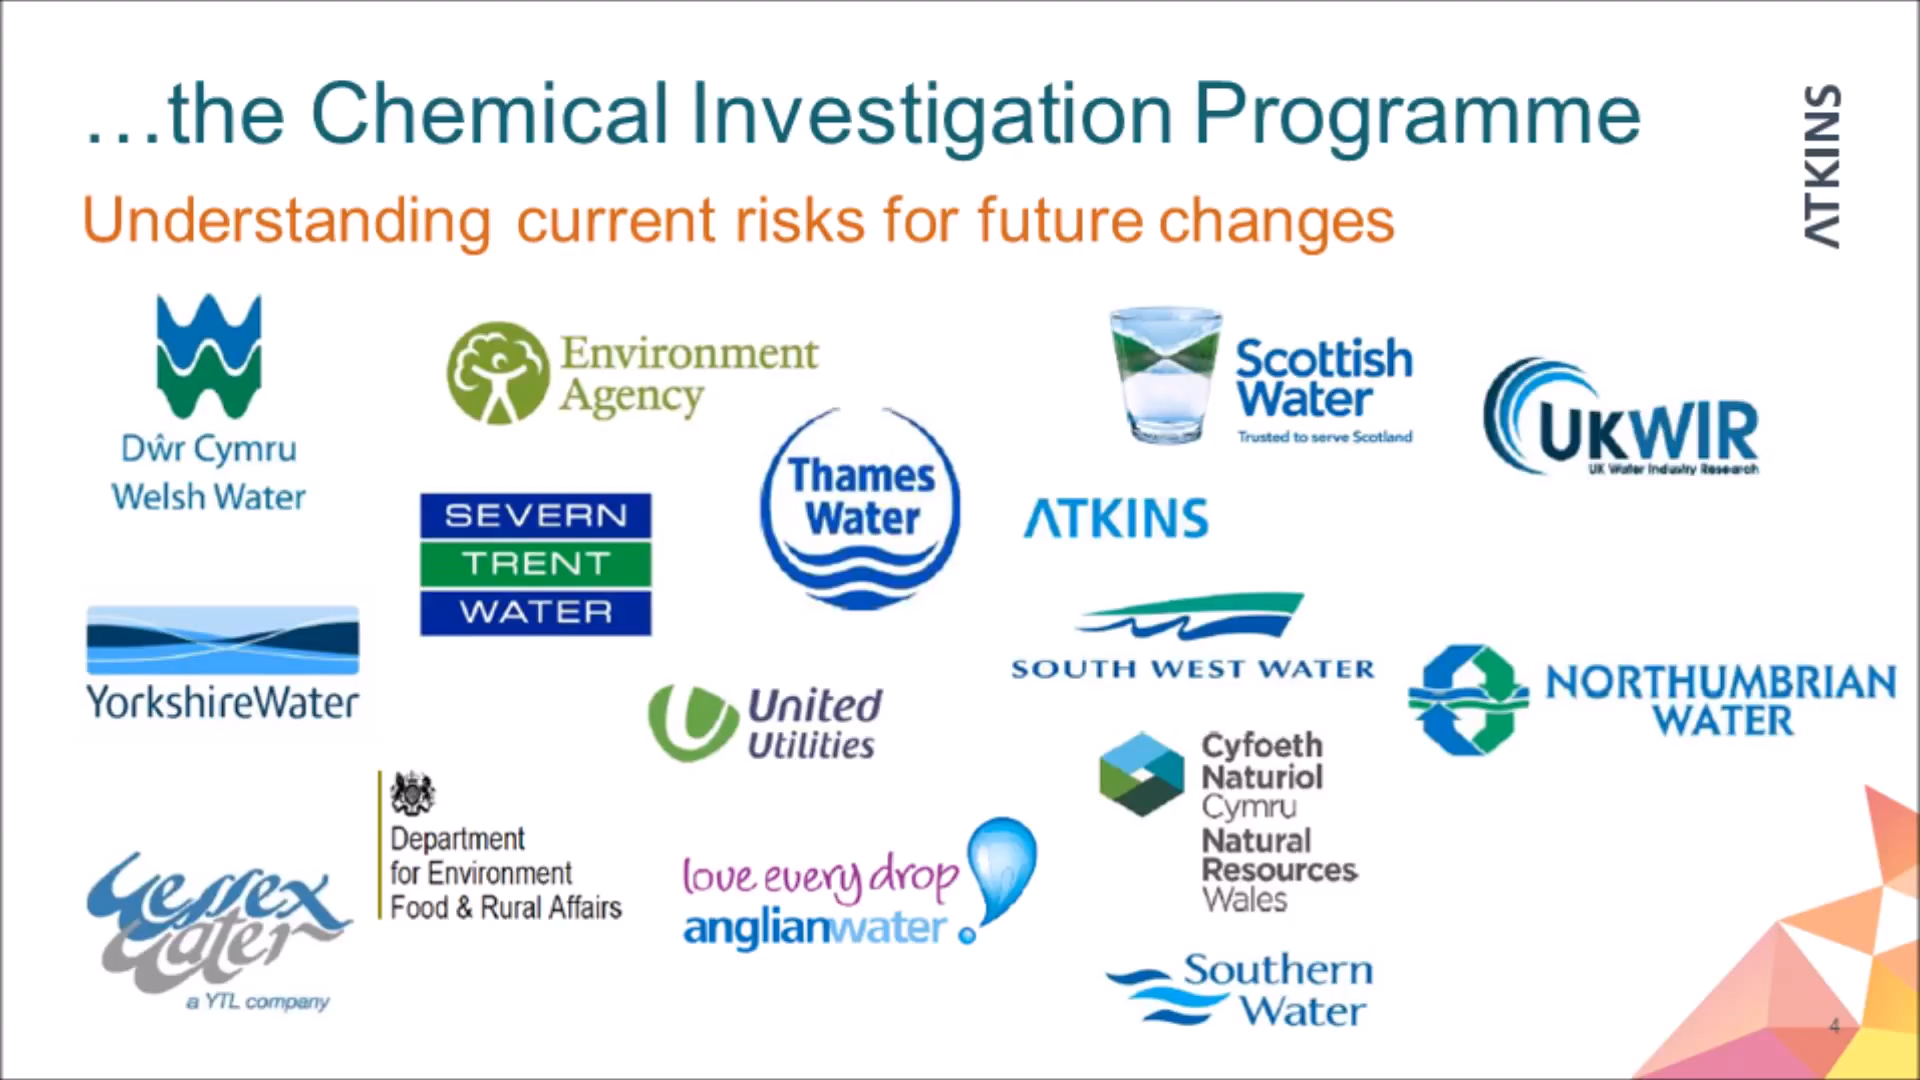 …the Chemical Investigation Programme
Understanding current risks for future changes
ATKINS
Dŵr Cymru
Welsh Water
Environment
Agency
Thames
Water
Scottish
Water
Trusted to serve Scotland
UKWIR
UK Water Industry Research
SEVERN
TRENT
WATER
ATKINS
YorkshireWater
United
Utilities
SOUTH WEST WATER
NORTHUMBRIAN
WATER
Department
for Environment
Food & Rural Affairs
Cyfoeth
Naturiol
Cymru
Natural
Resources
Wales
Wessex
Water
a YTL company
love every drop
anglianwater
Southern
Water
4